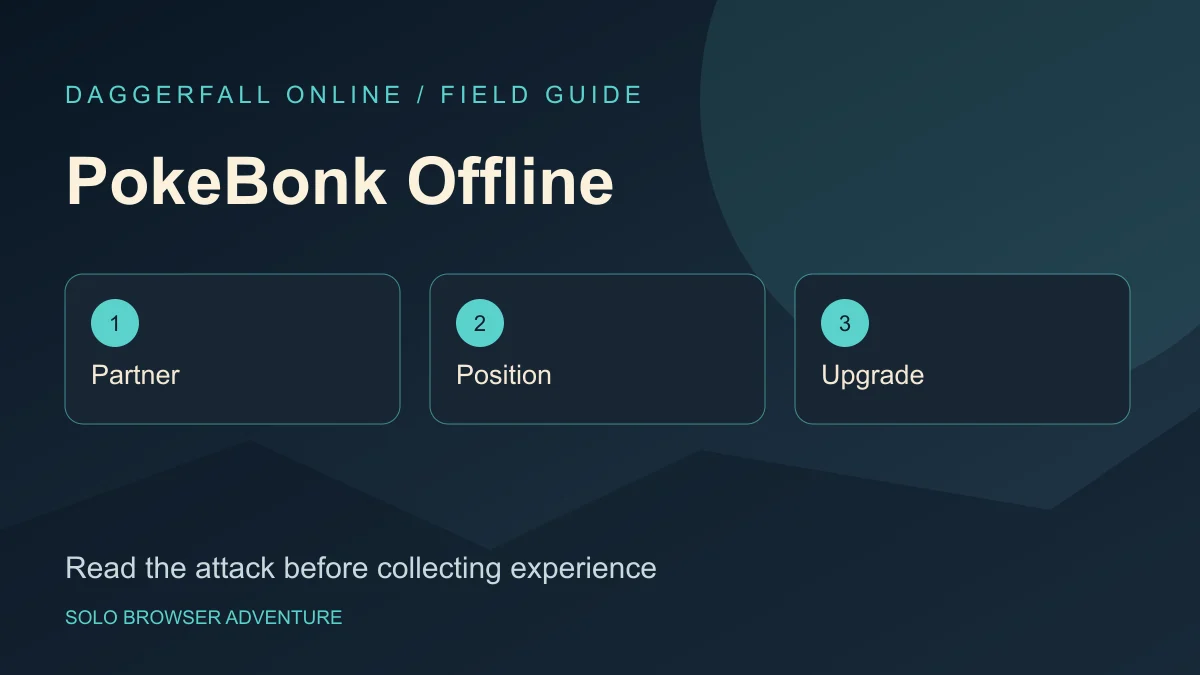 DAGGERFALL ONLINE / FIELD GUIDE
PokeBonk Offline
1
Partner
2
Position
3
Upgrade
Read the attack before collecting experience
SOLO BROWSER ADVENTURE